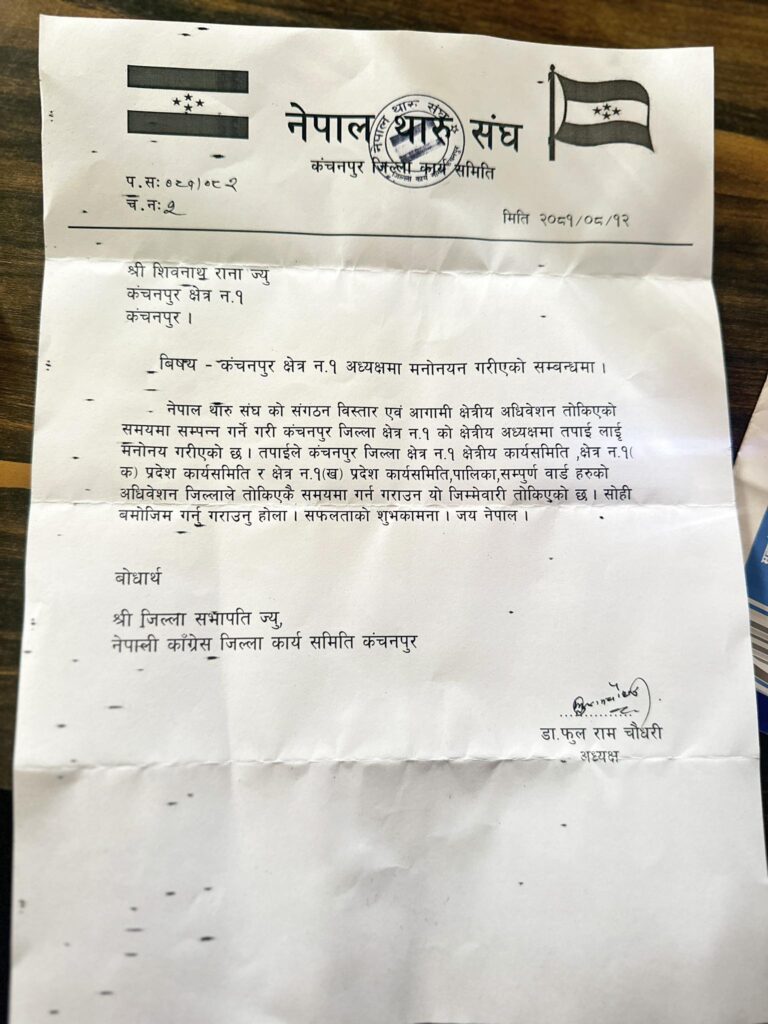 नेपाल थारु संघ
कंचनपुर जिल्ला कार्य समिति
प.सः ०८१/०८२
च.नः २
मिति २०८१/०८/१२
श्री शिवनाथ राना ज्यु
कंचनपुर क्षेत्र न.१
कंचनपुर ।
बिषय - कंचनपुर क्षेत्र न.१ अध्यक्षमा मनोनयन गरीएको सम्बन्धमा ।
नेपाल थारु संघ को संगठन विस्तार एवं आगामी क्षेत्रीय अधिवेशन तोकिएको
समयमा सम्पन्न गर्ने गरी कंचनपुर जिल्ला क्षेत्र न.१ को क्षेत्रीय अध्यक्षमा तपाई लाई
मनोनय गरीएको छ । तपाईले कंचनपुर जिल्ला क्षेत्र न.१ क्षेत्रीय कार्यसमिति ,क्षेत्र न.१(
क) प्रदेश कार्यसमिति र क्षेत्र न.१(ख) प्रदेश कार्यसमिति,पालिका,सम्पुर्ण वार्ड हरुको
अधिवेशन जिल्लाले तोकिएकै समयमा गर्न गराउन यो जिम्मेवारी तोकिएको छ । सोही
बमोजिम गर्नु गराउनु होला । सफलताको शुभकामना । जय नेपाल ।
बोधार्थ
श्री जिल्ला सभापति ज्यु,
नेपाली काँग्रेस जिल्ला कार्य समिति कंचनपुर
डा.फुल राम चौधरी
अध्यक्ष